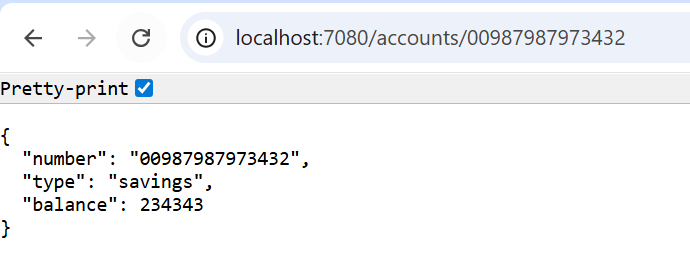 localhost:7080/accounts/00987987973432
Pretty-print
{
  "number": "00987987973432",
  "type": "savings",
  "balance": 234343
}